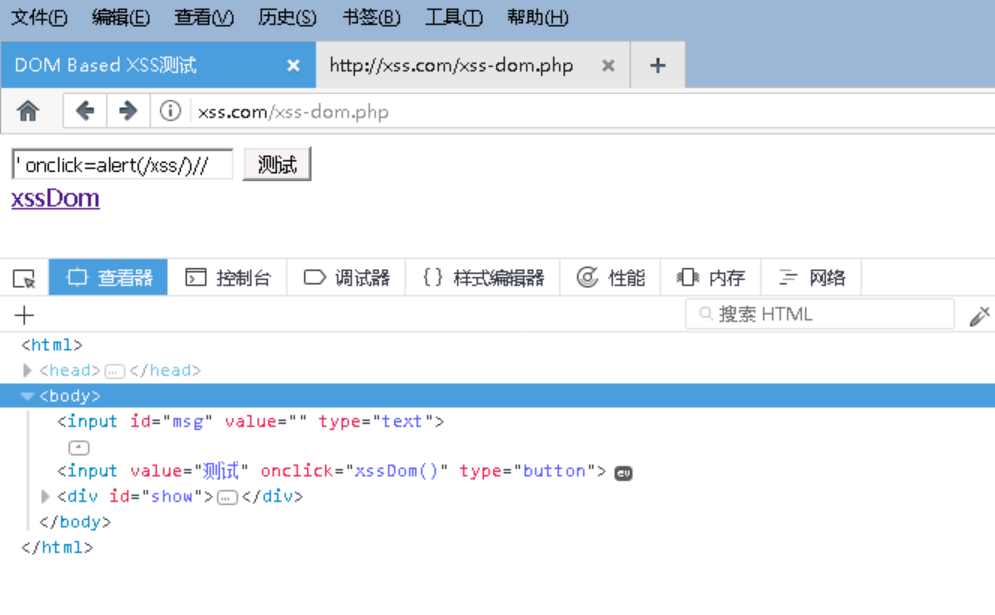 文件(F) 编辑(E) 查看(V) 历史(S) 书签(B) 工具(T) 帮助(H)
DOM Based XSS测试 × http://xss.com/xss-dom.php × +
xss.com/xss-dom.php
' onclick=alert(/xss/)// 测试
xssDom
查看器 控制台 调试器 {} 样式编辑器 性能 内存 网络
+ 搜索 HTML
<html>
<head>…</head>
<body>
<input id="msg" value="" type="text">
<input value="测试" onclick="xssDom()" type="button"> ev
<div id="show">…</div>
</body>
</html>